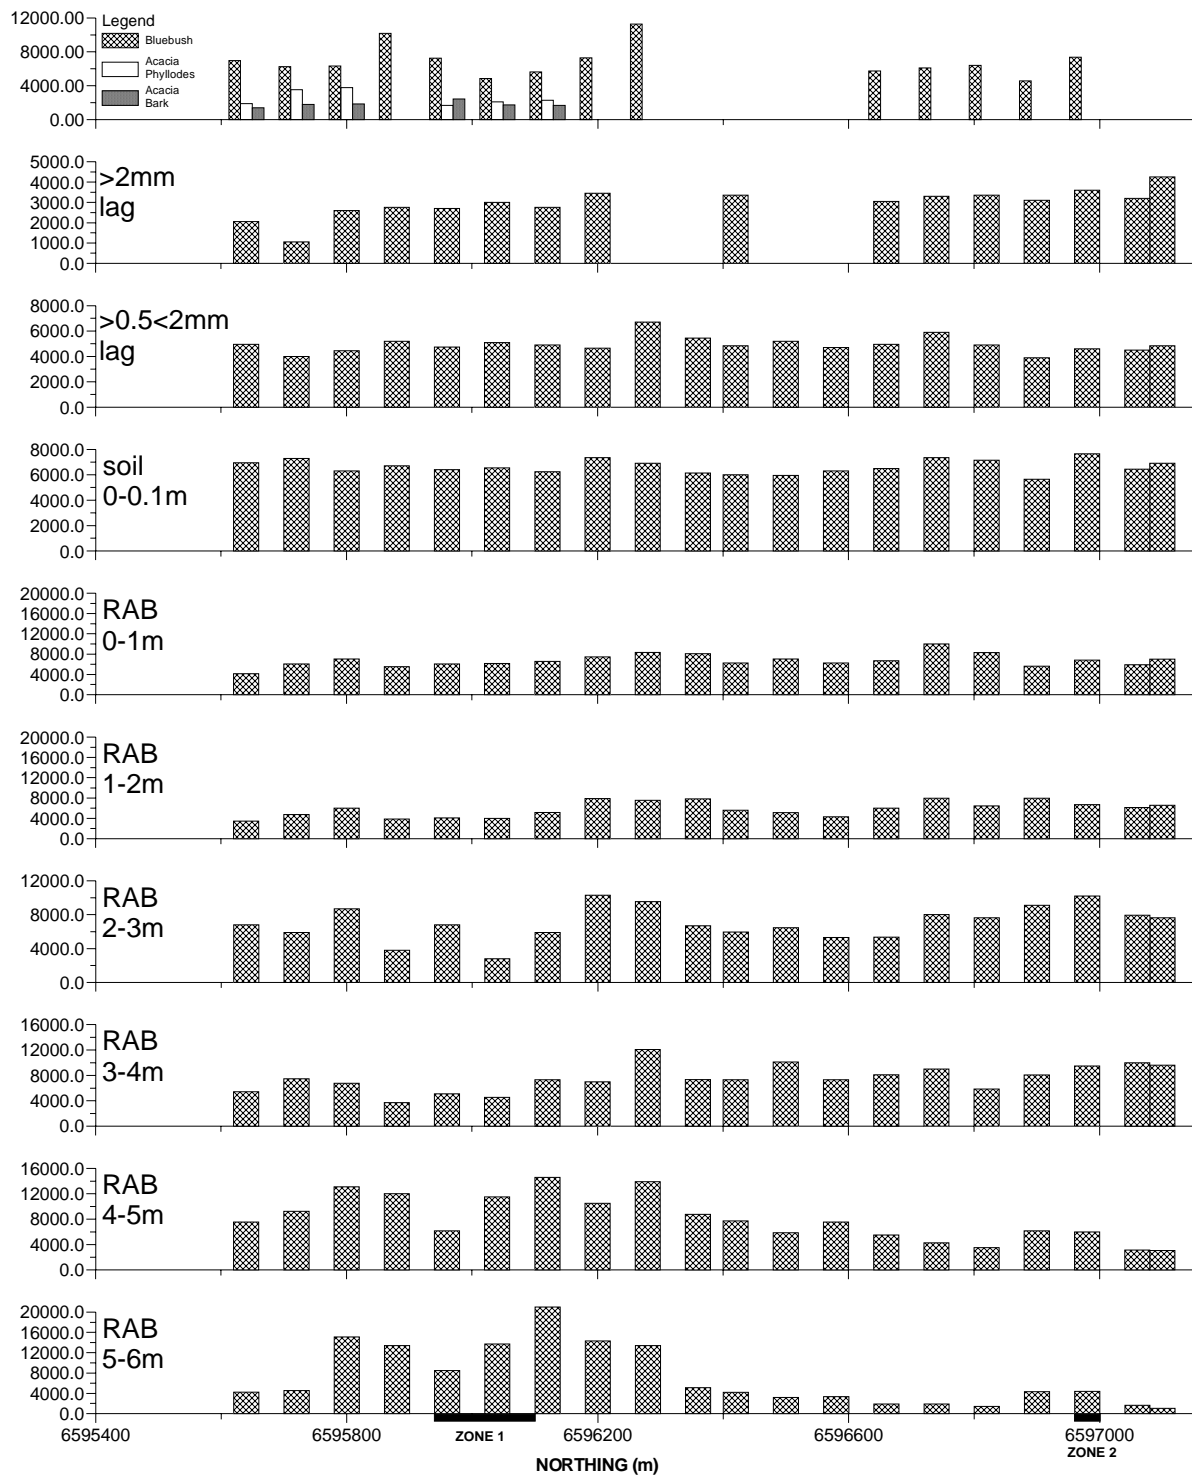 12000.00
8000.00
4000.00
0.00
Legend
Bluebush
Acacia
Phyllodes
Acacia
Bark
5000.0
4000.0
3000.0
2000.0
1000.0
0.0
>2mm
lag
8000.0
6000.0
4000.0
2000.0
0.0
>0.5<2mm
lag
8000.0
6000.0
4000.0
2000.0
0.0
soil
0-0.1m
20000.0
16000.0
12000.0
8000.0
4000.0
0.0
RAB
0-1m
20000.0
16000.0
12000.0
8000.0
4000.0
0.0
RAB
1-2m
12000.0
8000.0
4000.0
0.0
RAB
2-3m
16000.0
12000.0
8000.0
4000.0
0.0
RAB
3-4m
16000.0
12000.0
8000.0
4000.0
0.0
RAB
4-5m
20000.0
16000.0
12000.0
8000.0
4000.0
0.0
RAB
5-6m
6595400 6595800 ZONE 1 6596200 6596600 6597000
ZONE 2
NORTHING (m)